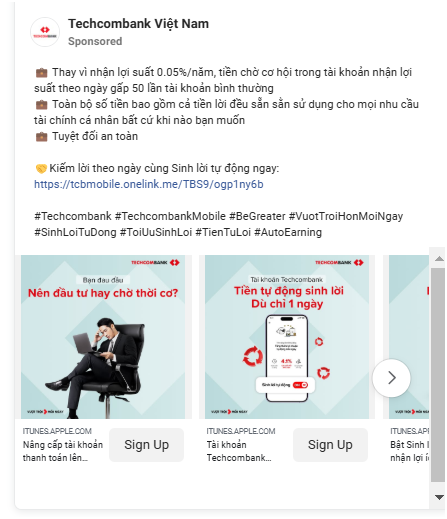 Techcombank Việt Nam
Sponsored
💼 Thay vì nhận lợi suất 0.05%/năm, tiền chờ cơ hội trong tài khoản nhận lợi
suất theo ngày gấp 50 lần tài khoản bình thường
💼 Toàn bộ số tiền bao gồm cả tiền lời đều sẵn sằn sử dụng cho mọi nhu cầu
tài chính cá nhân bất cứ khi nào bạn muốn
💼 Tuyệt đối an toàn
🤝Kiếm lời theo ngày cùng Sinh lời tự động ngay:
https://tcbmobile.onelink.me/TBS9/ogp1ny6b
#Techcombank #TechcombankMobile #BeGreater #VuotTroiHonMoiNgay
#SinhLoiTuDong #ToiUuSinhLoi #TienTuLoi #AutoEarning
TECHCOMBANK
Bạn đau đầu
Nên đầu tư hay chờ thời cơ?
VƯỢT TRỘI HƠN MỖI NGÀY
ITUNES.APPLE.COM
Nâng cấp tài khoản
thanh toán lên...
Sign Up
TECHCOMBANK
Tài khoản Techcombank
Tiền tự động sinh lời
Dù chỉ 1 ngày
Sinh lời tự động
VƯỢT TRỘI HƠN MỖI NGÀY
ITUNES.APPLE.COM
Tài khoản
Techcombank...
Sign Up
VƯỢT TRỘI
ITUNES.APPLE.COM
Bật Sinh l
nhận lợi íc